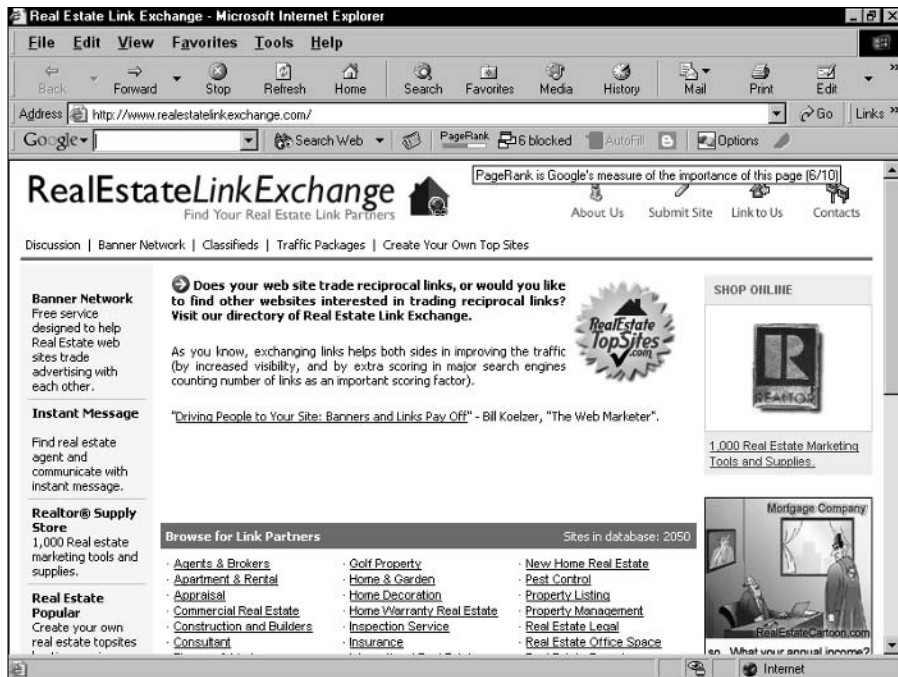 Real Estate Link Exchange - Microsoft Internet Explorer
File Edit View Favorites Tools Help
Back Forward Stop Refresh Home Search Favorites Media History Mail Print Edit
Address http://www.realestatelinkexchange.com/ Go Links
Google Search Web PageRank 6 blocked AutoFill Options
PageRank is Google's measure of the importance of this page (6/10)
RealEstateLinkExchange
Find Your Real Estate Link Partners
About Us Submit Site Link to Us Contacts
Discussion | Banner Network | Classifieds | Traffic Packages | Create Your Own Top Sites
Banner Network
Free service
designed to help
Real Estate web
sites trade
advertising with
each other.
Instant Message
Find real estate
agent and
communicate with
instant message.
Realtor® Supply
Store
1,000 Real estate
marketing tools and
supplies.
Real Estate
Popular
Create your own
real estate topsites
Does your web site trade reciprocal links, or would you like
to find other websites interested in trading reciprocal links?
Visit our directory of Real Estate Link Exchange.
As you know, exchanging links helps both sides in improving the traffic
(by increased visibility, and by extra scoring in major search engines
counting number of links as an important scoring factor).
"Driving People to Your Site: Banners and Links Pay Off" - Bill Koelzer, "The Web Marketer".
RealEstate
TopSites
.com
Browse for Link Partners Sites in database: 2050
· Agents & Brokers
· Apartment & Rental
· Appraisal
· Commercial Real Estate
· Construction and Builders
· Consultant
· Golf Property
· Home & Garden
· Home Decoration
· Home Warranty Real Estate
· Inspection Service
· Insurance
· New Home Real Estate
· Pest Control
· Property Listing
· Property Management
· Real Estate Legal
· Real Estate Office Space
SHOP ONLINE
R
REALTOR
1,000 Real Estate Marketing
Tools and Supplies.
Mortgage Company
RealEstateCartoon.com
so.. What your annual income?
Internet